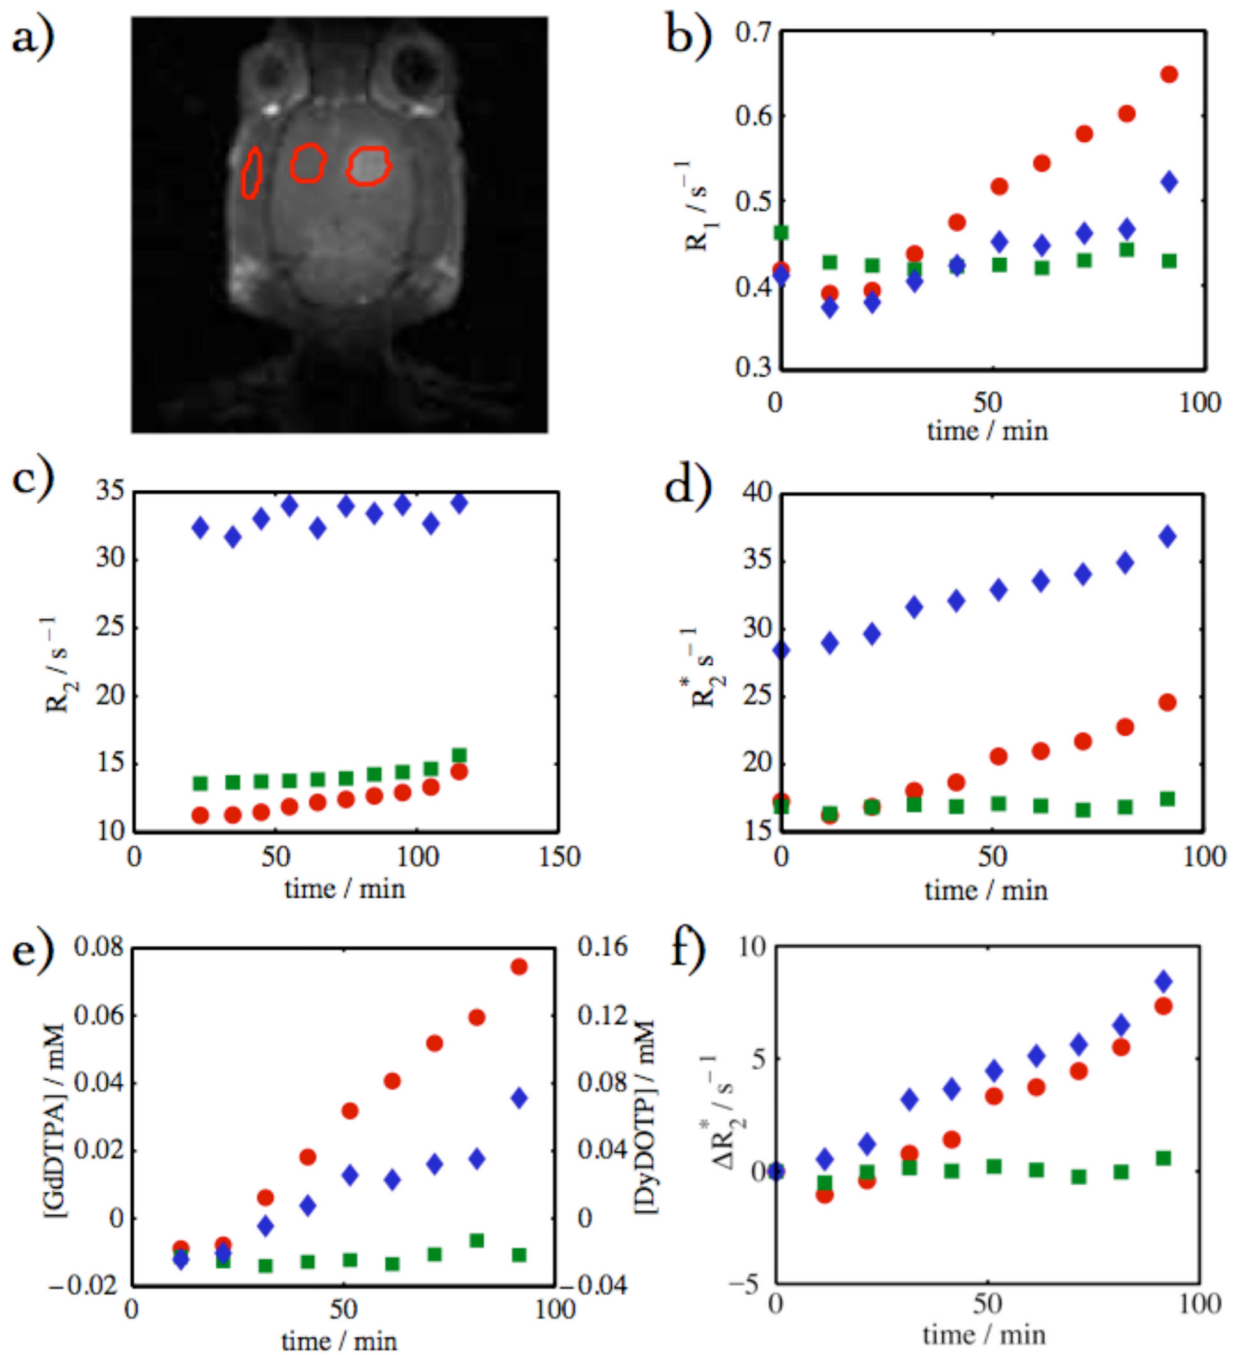 a)
b)
0.7
0.6
0.5
0.4
0.3
R1 / s−1
0
50
100
time / min
c)
35
30
25
20
15
10
R2 / s−1
0
50
100
150
time / min
d)
40
35
30
25
20
15
R2* s−1
0
50
100
time / min
e)
0.08
0.06
0.04
0.02
0
−0.02
[GdDTPA] / mM
0.16
0.12
0.08
0.04
0
−0.04
[DyDOTP] / mM
0
50
100
time / min
f)
10
5
0
−5
ΔR2* / s−1
0
50
100
time / min